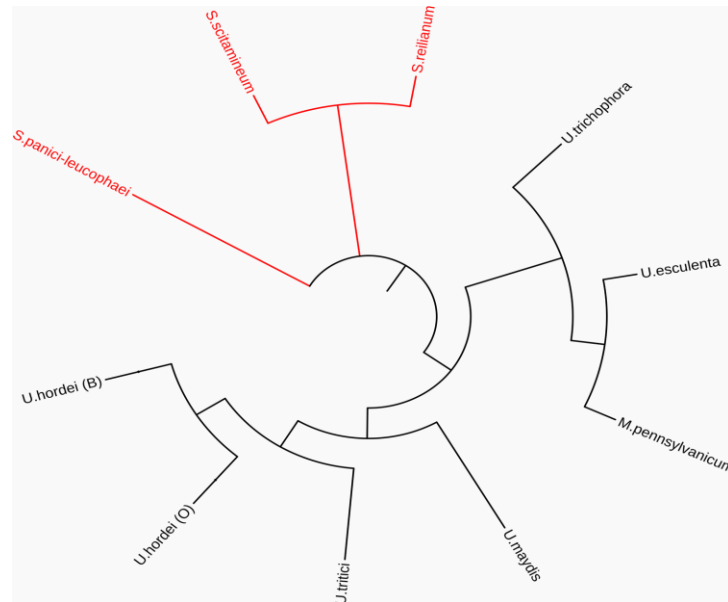 S.scitamineum
S.reilianum
U.trichophora
S.panici-leucophaei
U.esculenta
U.hordei (B)
M.pennsylvanicum
U.hordei (O)
U.maydis
U.tritici